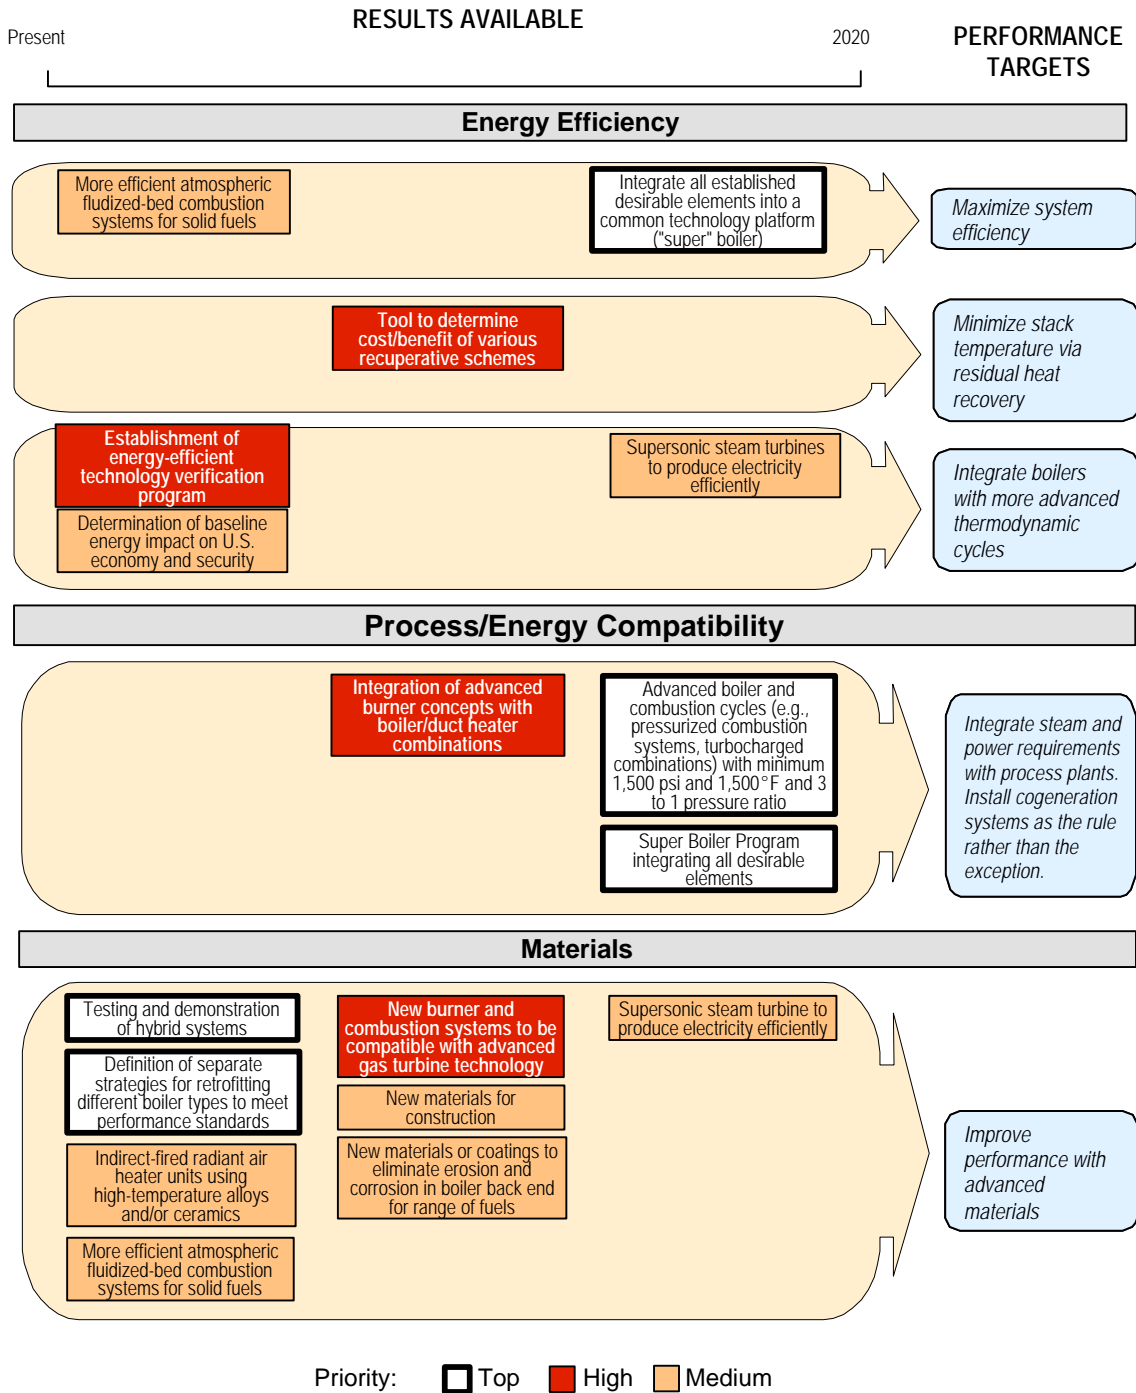 RESULTS AVAILABLE
Present
2020
PERFORMANCE
TARGETS
Energy Efficiency
More efficient atmospheric
fludized-bed combustion
systems for solid fuels
Integrate all established
desirable elements into a
common technology platform
("super" boiler)
Maximize system
efficiency
Tool to determine
cost/benefit of various
recuperative schemes
Minimize stack
temperature via
residual heat
recovery
Establishment of
energy-efficient
technology verification
program
Determination of baseline
energy impact on U.S.
economy and security
Supersonic steam turbines
to produce electricity
efficiently
Integrate boilers
with more advanced
thermodynamic
cycles
Process/Energy Compatibility
Integration of advanced
burner concepts with
boiler/duct heater
combinations
Advanced boiler and
combustion cycles (e.g.,
pressurized combustion
systems, turbocharged
combinations) with minimum
1,500 psi and 1,500°F and 3
to 1 pressure ratio
Super Boiler Program
integrating all desirable
elements
Integrate steam and
power requirements
with process plants.
Install cogeneration
systems as the rule
rather than the
exception.
Materials
Testing and demonstration
of hybrid systems
Definition of separate
strategies for retrofitting
different boiler types to meet
performance standards
Indirect-fired radiant air
heater units using
high-temperature alloys
and/or ceramics
More efficient atmospheric
fluidized-bed combustion
systems for solid fuels
New burner and
combustion systems to be
compatible with advanced
gas turbine technology
New materials for
construction
New materials or coatings to
eliminate erosion and
corrosion in boiler back end
for range of fuels
Supersonic steam turbine to
produce electricity efficiently
Improve
performance with
advanced
materials
Priority: Top High Medium